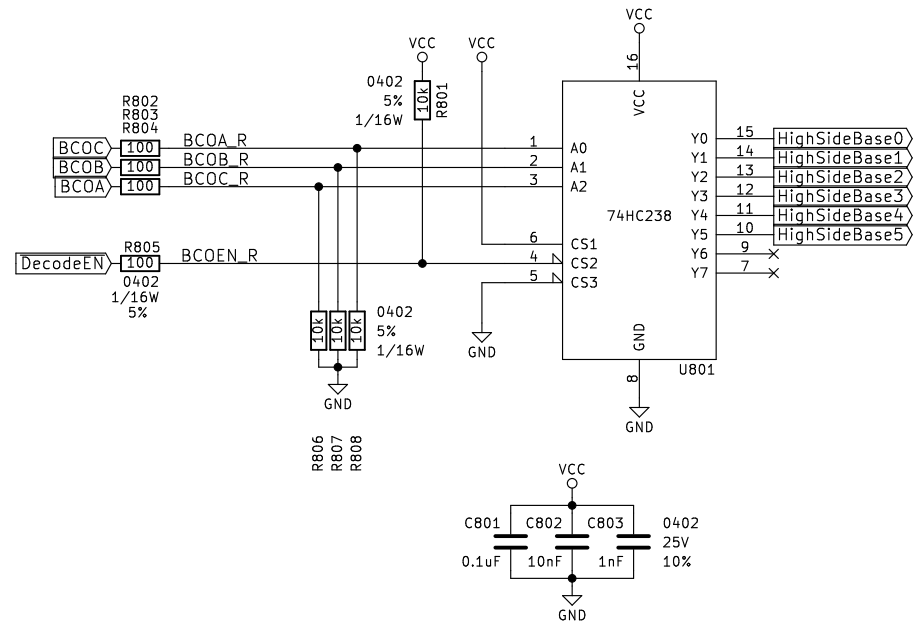 VCC
VCC VCC
16
0402
5%
1/16W
10k
R801
VCC
R802
R803
R804
BCOC 100 BCOA_R 1 A0
BCOB 100 BCOB_R 2 A1
BCOA 100 BCOC_R 3 A2
74HC238
Y0 15 HighSideBase0
Y1 14 HighSideBase1
Y2 13 HighSideBase2
Y3 12 HighSideBase3
Y4 11 HighSideBase4
Y5 10 HighSideBase5
Y6 9
Y7 7
6 CS1
4 CS2
5 CS3
R805
DecodeEN 100 BCOEN_R
0402
1/16W
5%
10k 10k 10k
0402
5%
1/16W
GND
R806
R807
R808
GND
GND
8
U801
GND
VCC
C801 C802 C803 0402
25V
0.1uF 10nF 1nF 10%
GND